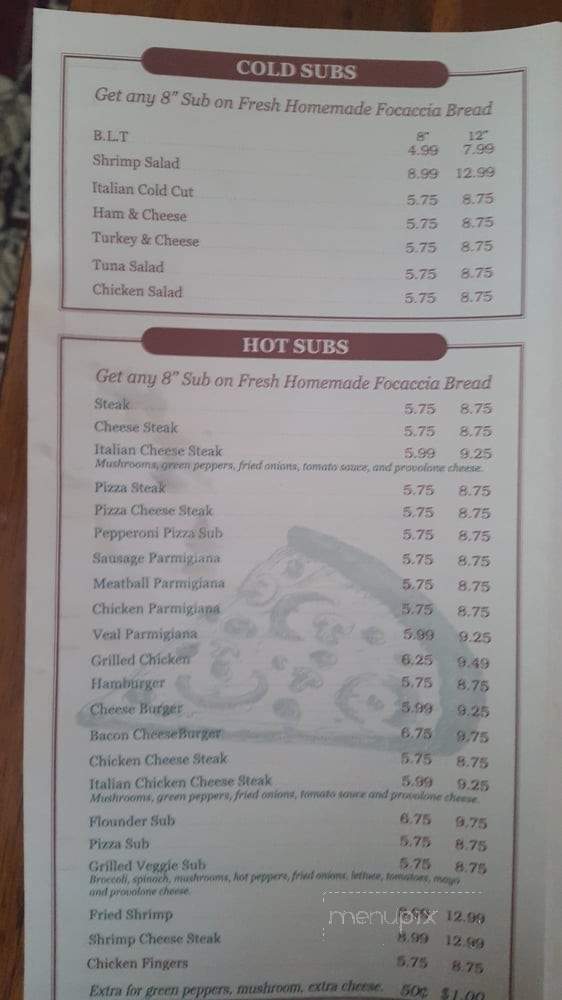 COLD SUBS
Get any 8" Sub on Fresh Homemade Focaccia Bread
8" 12"
B.L.T 4.99 7.99
Shrimp Salad 8.99 12.99
Italian Cold Cut 5.75 8.75
Ham & Cheese 5.75 8.75
Turkey & Cheese 5.75 8.75
Tuna Salad 5.75 8.75
Chicken Salad 5.75 8.75
HOT SUBS
Get any 8" Sub on Fresh Homemade Focaccia Bread
Steak 5.75 8.75
Cheese Steak 5.75 8.75
Italian Cheese Steak 5.99 9.25
Mushrooms, green peppers, fried onions, tomato sauce, and provolone cheese.
Pizza Steak 5.75 8.75
Pizza Cheese Steak 5.75 8.75
Pepperoni Pizza Sub 5.75 8.75
Sausage Parmigiana 5.75 8.75
Meatball Parmigiana 5.75 8.75
Chicken Parmigiana 5.75 8.75
Veal Parmigiana 5.99 9.25
Grilled Chicken 6.25 9.49
Hamburger 5.75 8.75
Cheese Burger 5.99 9.25
Bacon CheeseBurger 6.75 9.75
Chicken Cheese Steak 5.75 8.75
Italian Chicken Cheese Steak 5.99 9.25
Mushrooms, green peppers, fried onions, tomato sauce and provolone cheese.
Flounder Sub 6.75 9.75
Pizza Sub 5.75 8.75
Grilled Veggie Sub 5.75 8.75
Broccoli, spinach, mushrooms, hot peppers, fried onions, lettuce, tomatoes, mayo
and provolone cheese.
menupix
Fried Shrimp 12.99
Shrimp Cheese Steak 8.99 12.99
Chicken Fingers 5.75 8.75
Extra for green peppers, mushroom, extra cheese. 50¢ $1.00